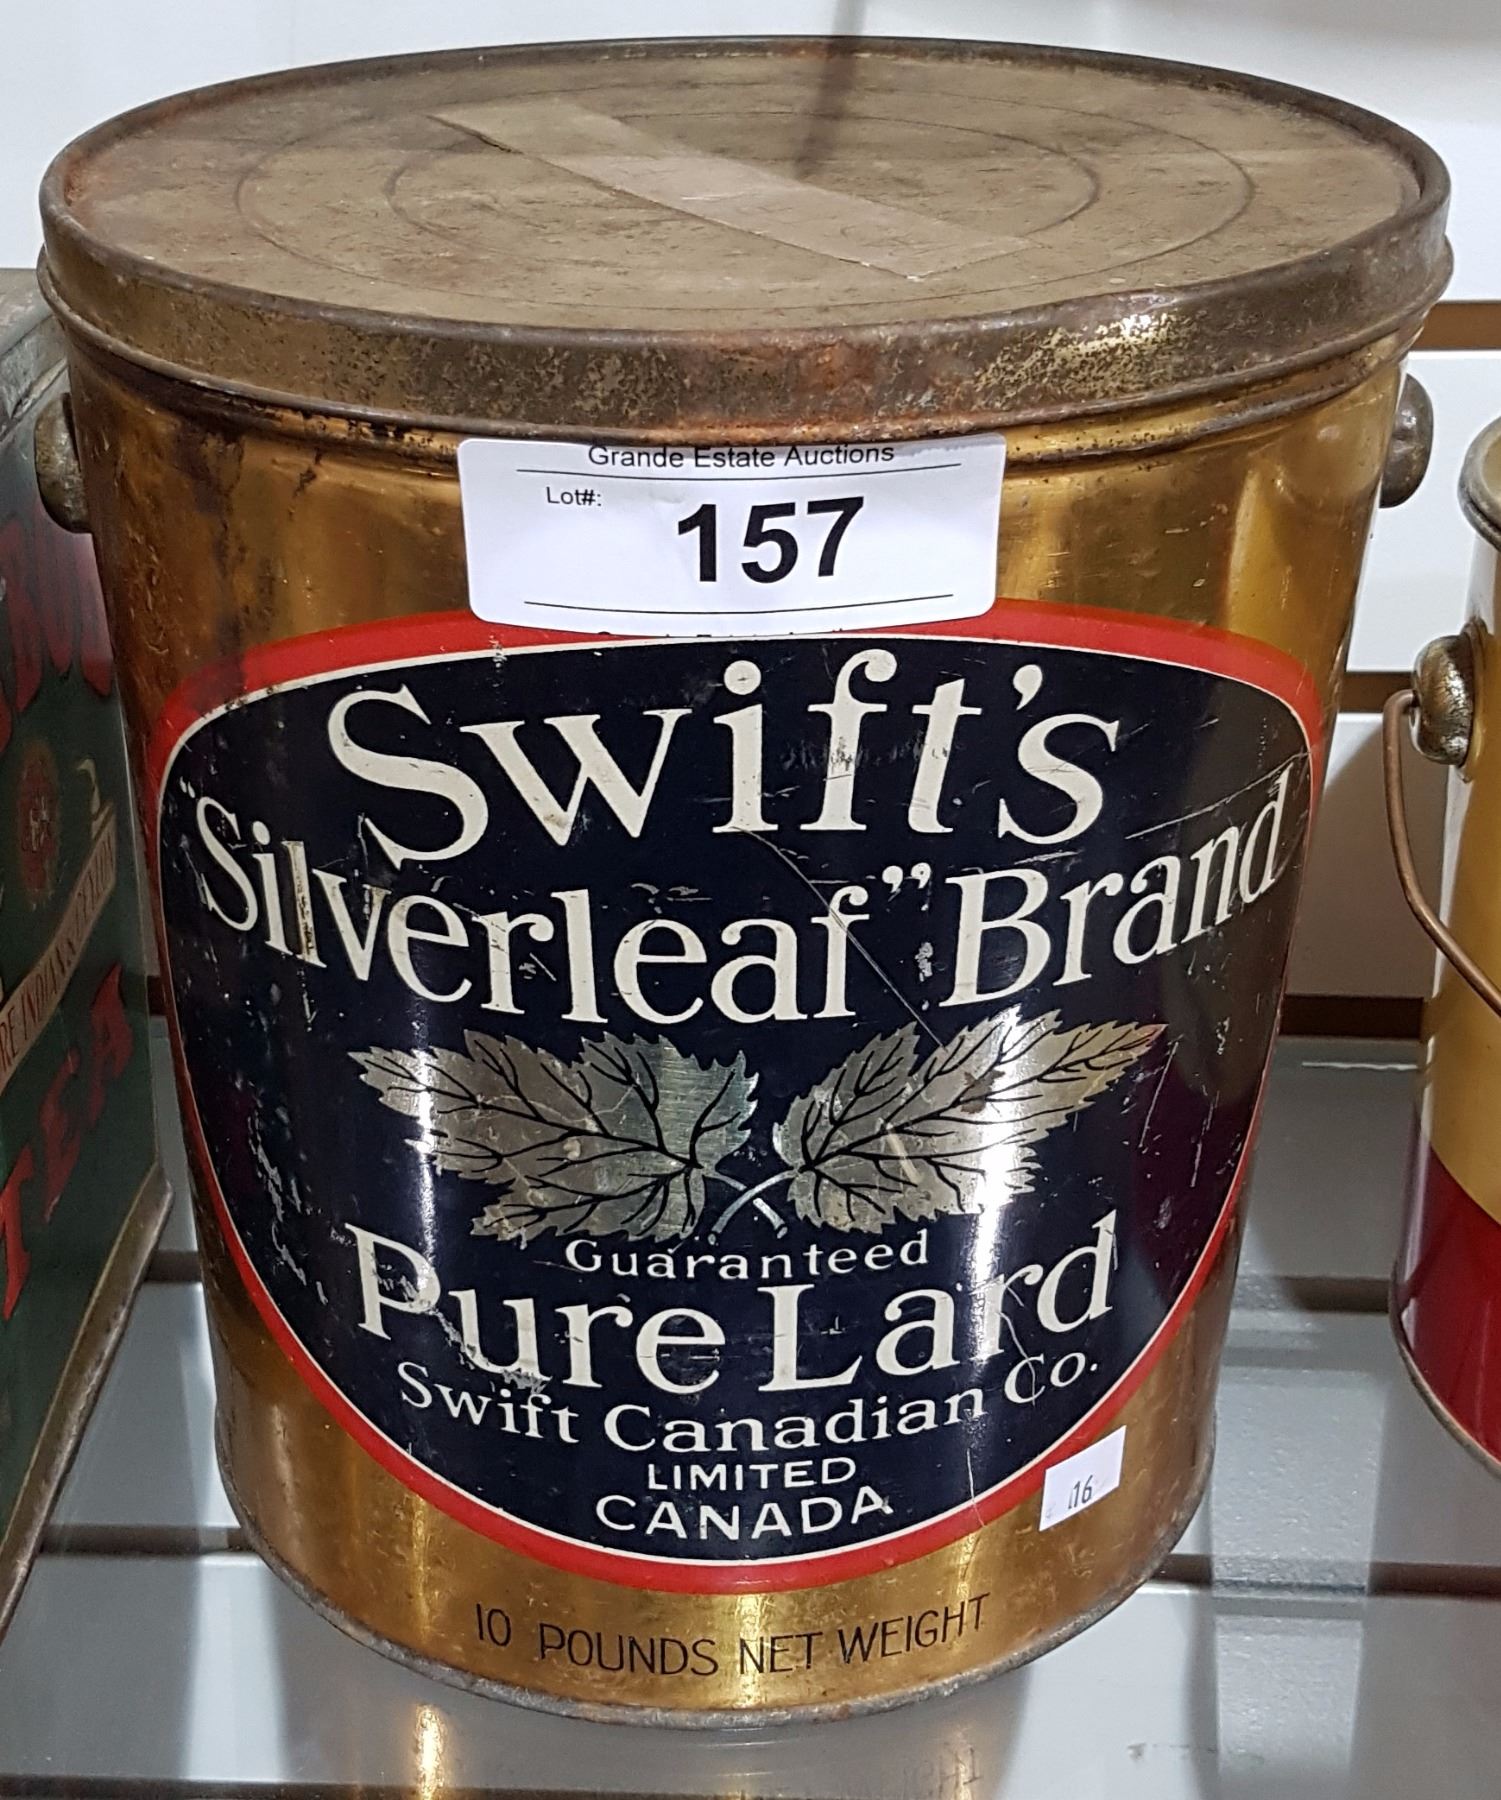 Grande Estate Auctions
Lot#:
157
Swift's
"Silverleaf" Brand
Guaranteed
Pure Lard
Swift Canadian Co.
LIMITED
CANADA
16
10 POUNDS NET WEIGHT
TEA